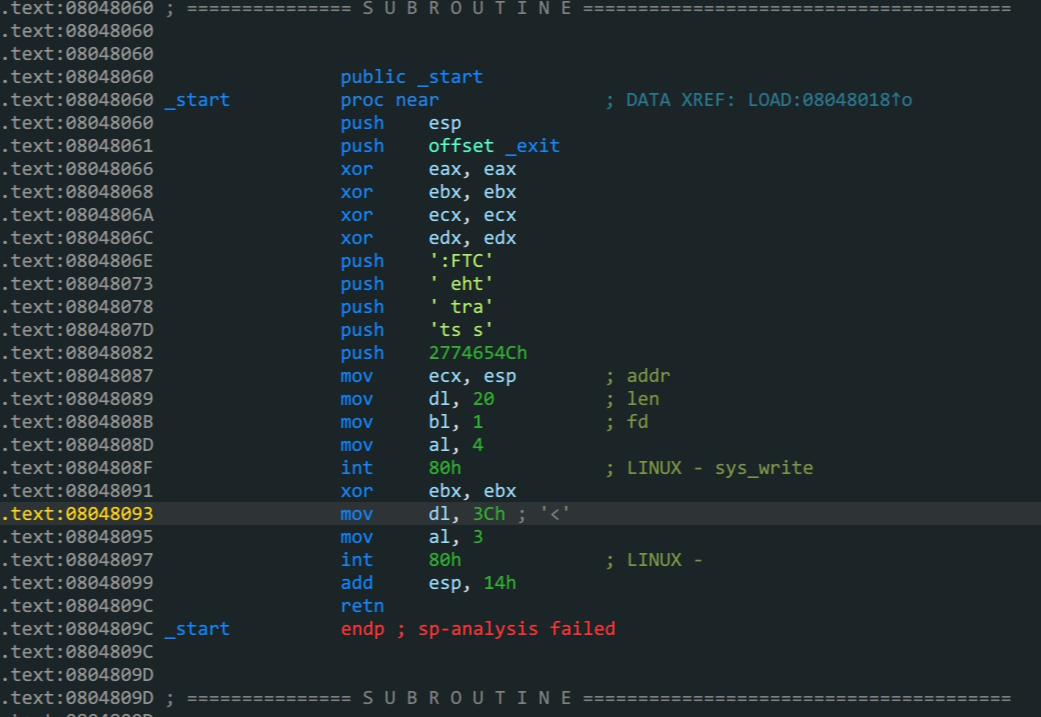 .text:08048060 ; =============== S U B R O U T I N E =======================================
.text:08048060
.text:08048060
.text:08048060 public _start
.text:08048060 _start proc near ; DATA XREF: LOAD:08048018↑o
.text:08048060 push esp
.text:08048061 push offset _exit
.text:08048066 xor eax, eax
.text:08048068 xor ebx, ebx
.text:0804806A xor ecx, ecx
.text:0804806C xor edx, edx
.text:0804806E push ':FTC'
.text:08048073 push ' eht'
.text:08048078 push ' tra'
.text:0804807D push 'ts s'
.text:08048082 push 2774654Ch
.text:08048087 mov ecx, esp ; addr
.text:08048089 mov dl, 20 ; len
.text:0804808B mov bl, 1 ; fd
.text:0804808D mov al, 4
.text:0804808F int 80h ; LINUX - sys_write
.text:08048091 xor ebx, ebx
.text:08048093 mov dl, 3Ch ; '<'
.text:08048095 mov al, 3
.text:08048097 int 80h ; LINUX -
.text:08048099 add esp, 14h
.text:0804809C retn
.text:0804809C _start endp ; sp-analysis failed
.text:0804809C
.text:0804809D
.text:0804809D ; =============== S U B R O U T I N E =======================================